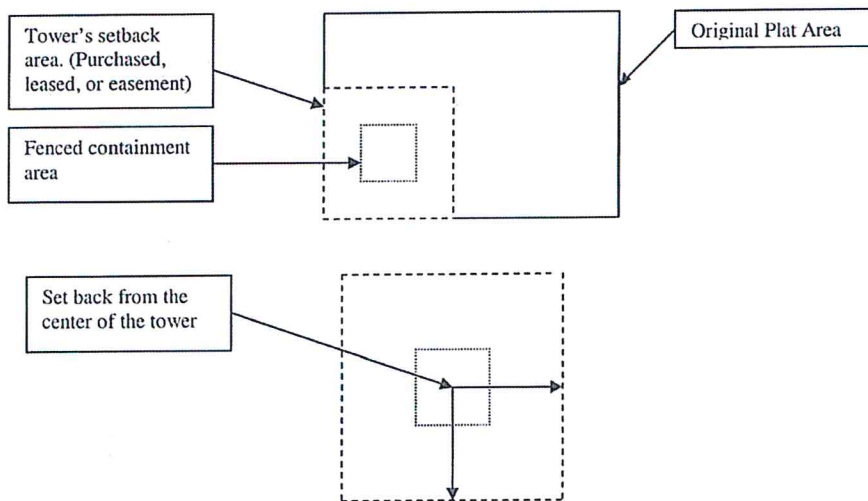 Tower's setback
area. (Purchased,
leased, or easement)
Original Plat Area
Fenced containment
area
Set back from the
center of the tower